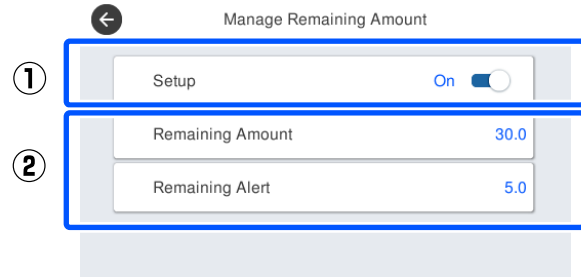 Manage Remaining Amount
①
Setup On
②
Remaining Amount 30.0
Remaining Alert 5.0